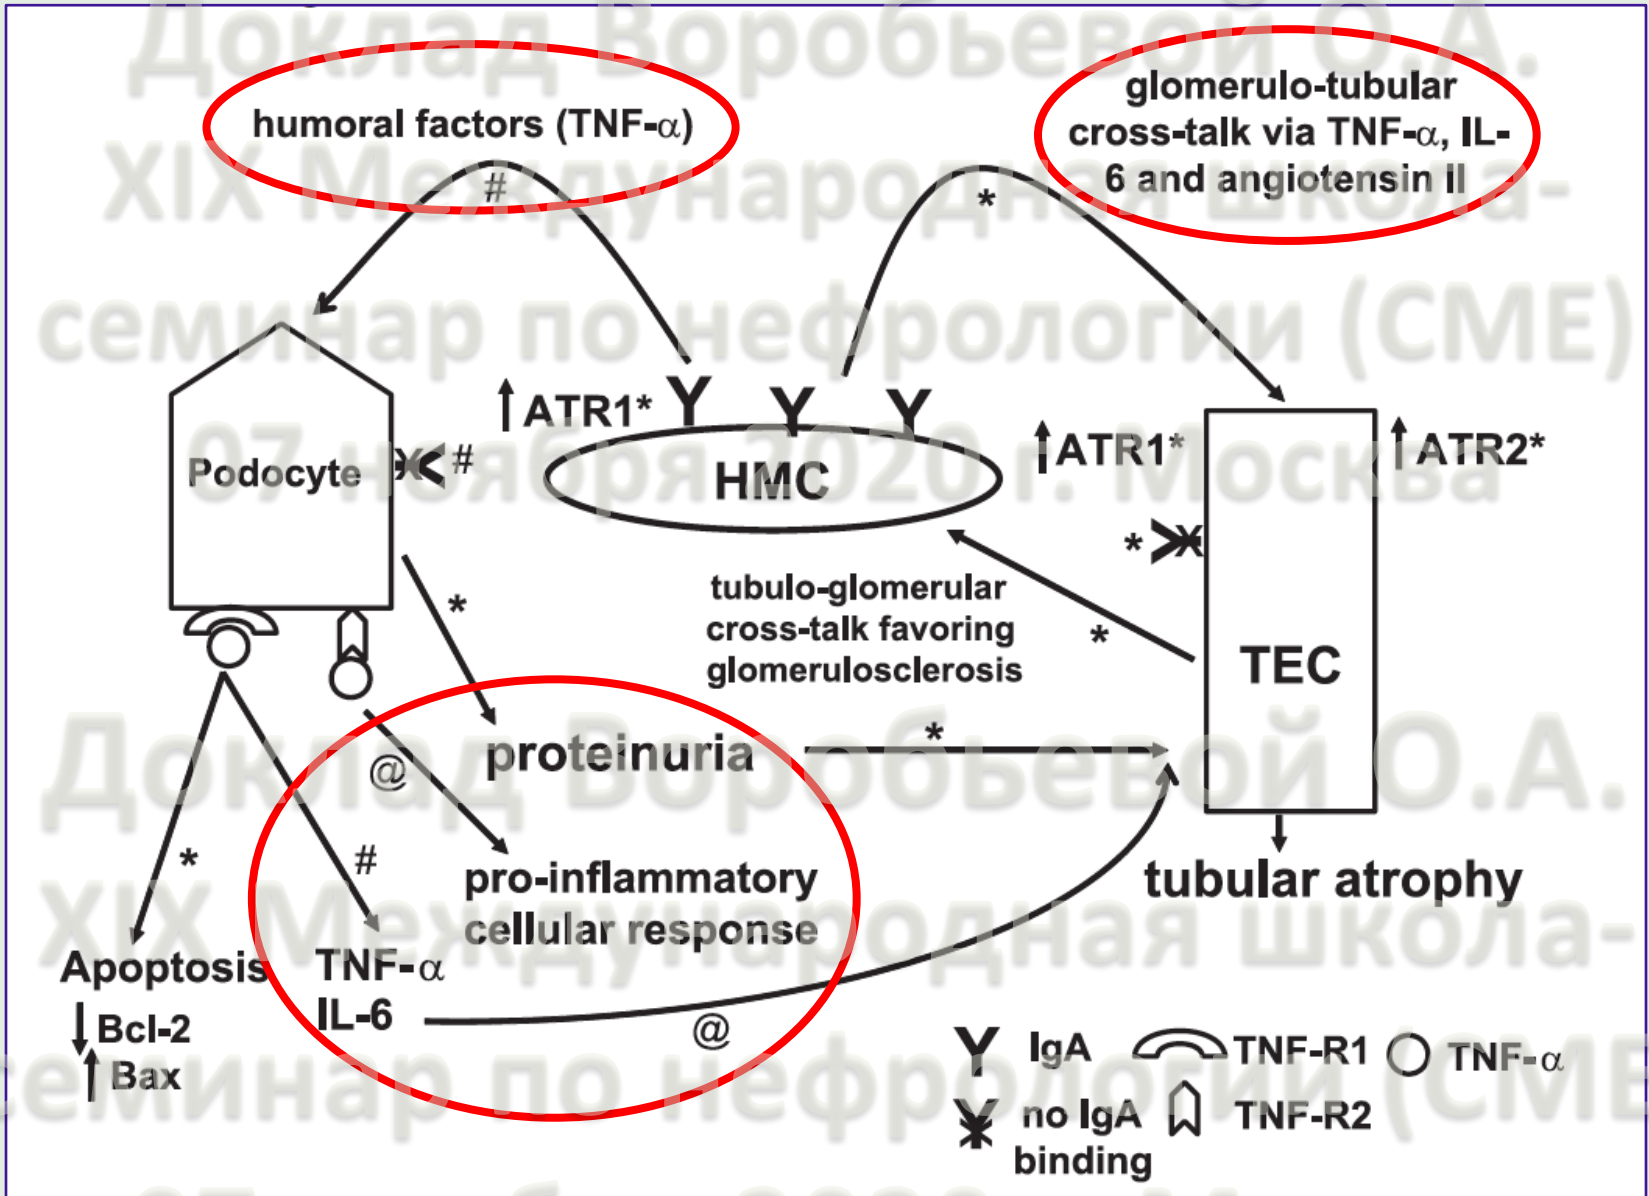 Доклад Воробьевой О.А.
humoral factors (TNF-α)
glomerulo-tubular
cross-talk via TNF-α, IL-
6 and angiotensin II
XIX Международная школа-
#
*
семинар по нефрологии (CME)
ATR1*
ATR1*
ATR2*
07 ноября 2020 г. Москва
Podocyte
#
HMC
*
tubulo-glomerular
cross-talk favoring
glomerulosclerosis
*
*
TEC
Доклад Воробьевой О.А.
proteinuria
*
@
*
#
pro-inflammatory
cellular response
tubular atrophy
XIX Международная школа-
Apoptosis
Bcl-2
Bax
TNF-α
IL-6
@
семинар по нефрологии (CME
IgA
TNF-R1
TNF-α
no IgA
binding
TNF-R2